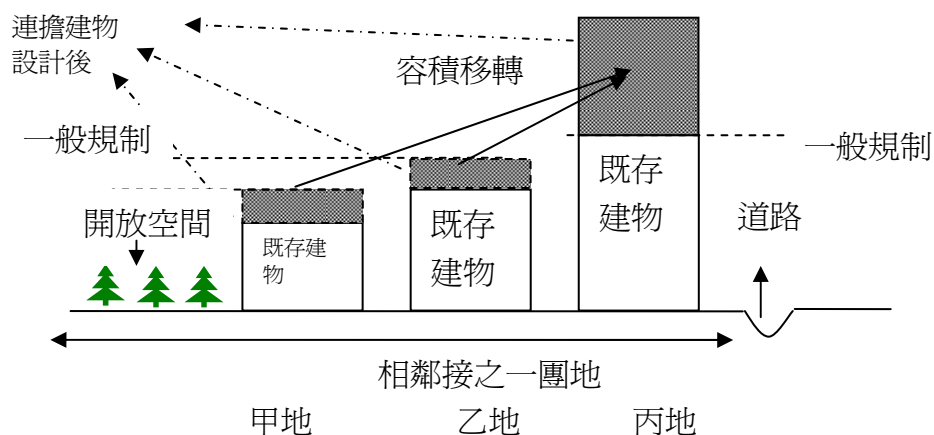 連擔建物
設計後
容積移轉
一般規制
一般規制
既存
建物
開放空間
既存建
物
既存
建物
道路
相鄰接之一團地
甲地
乙地
丙地